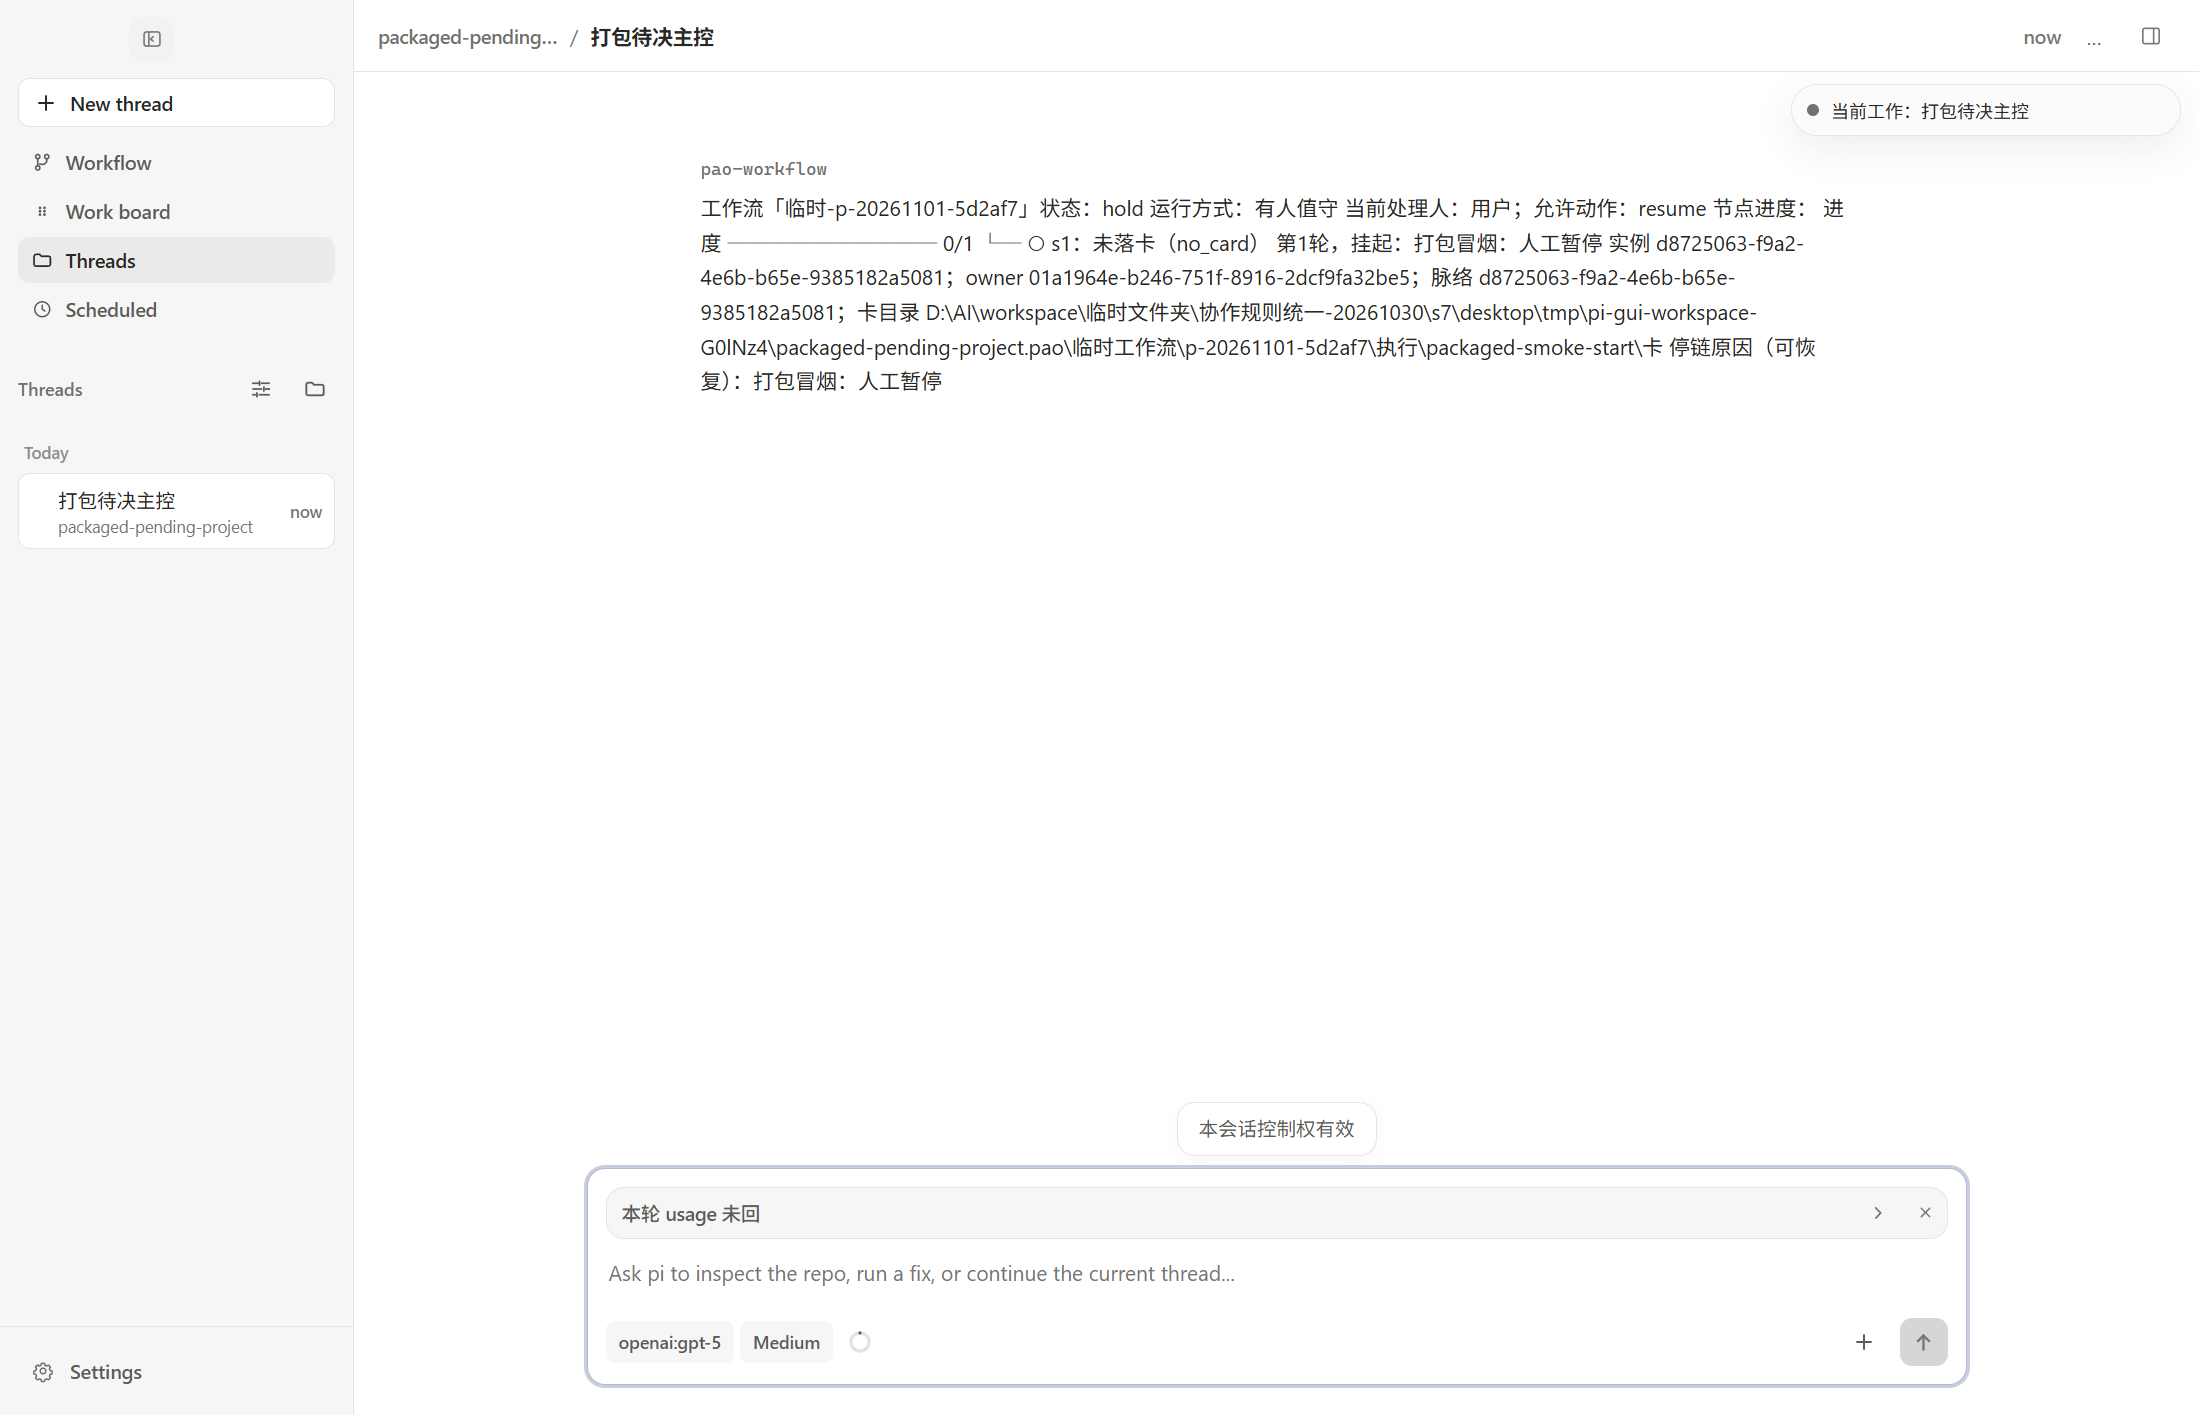 New thread
Workflow
Work board
Threads
Scheduled
Threads
Today
打包待决主控
packaged-pending-project
now
Settings
packaged-pending... / 打包待决主控
now ...
当前工作：打包待决主控
pao-workflow
工作流「临时-p-20261101-5d2af7」状态：hold 运行方式：有人值守 当前处理人：用户；允许动作：resume 节点进度： 进
度 ────────────── 0/1 └── ○ s1：未落卡（no_card） 第1轮，挂起：打包冒烟：人工暂停 实例 d8725063-f9a2-
4e6b-b65e-9385182a5081；owner 01a1964e-b246-751f-8916-2dcf9fa32be5；脉络 d8725063-f9a2-4e6b-b65e-
9385182a5081；卡目录 D:\AI\workspace\临时文件夹\协作规则统一-20261030\s7\desktop\tmp\pi-gui-workspace-
G0lNz4\packaged-pending-project.pao\临时工作流\p-20261101-5d2af7\执行\packaged-smoke-start\卡 停链原因（可恢
复）：打包冒烟：人工暂停
本会话控制权有效
本轮 usage 未回
Ask pi to inspect the repo, run a fix, or continue the current thread...
openai:gpt-5
Medium